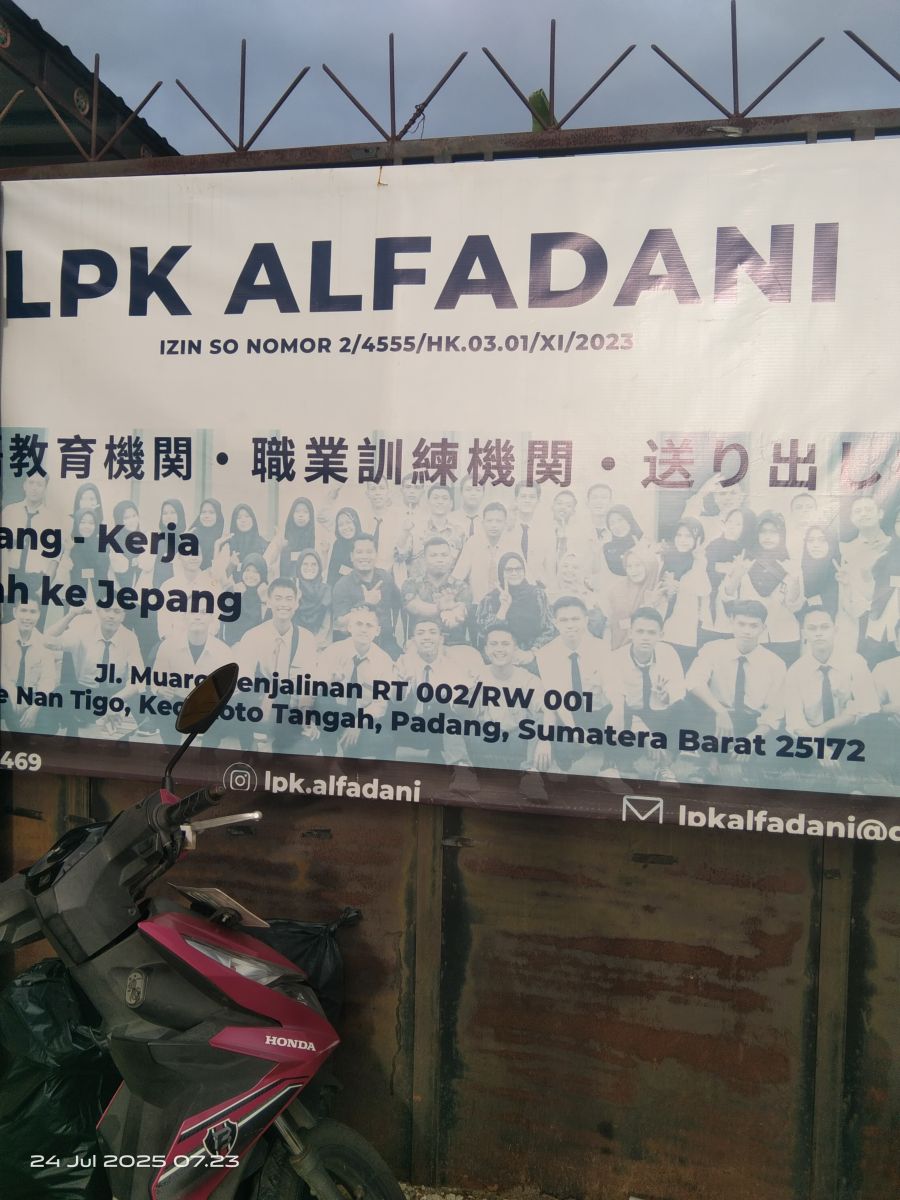 LPK ALFADANI
IZIN SO NOMOR 2/4555/HK.03.01/XI/2023
教育機関・職業訓練機関・送り出し
ang - Kerja
ah ke Jepang
Jl. Muaro Penjalinan RT 002/RW 001
Nan Tigo, Kec. Koto Tangah, Padang, Sumatera Barat 25172
469
lpk.alfadani
lpkalfadani@
HONDA
24 Jul 2025 07.23